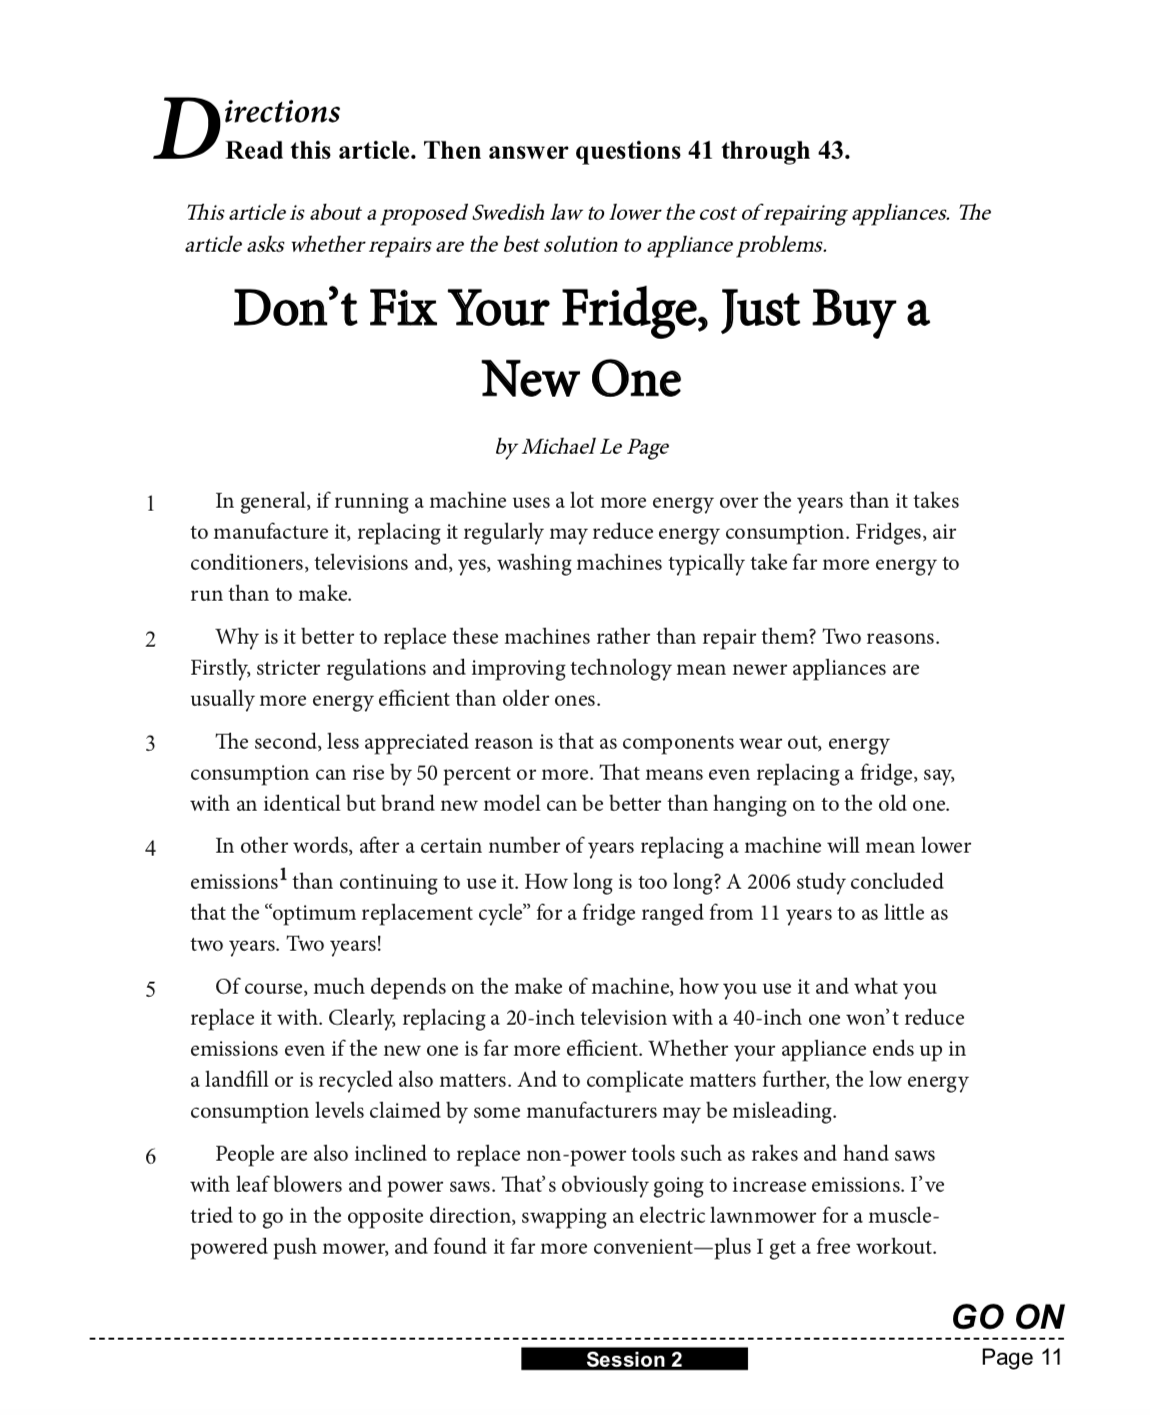 Directions
Read this article. Then answer questions 41 through 43.
This article is about a proposed Swedish law to lower the cost of repairing appliances. The
article asks whether repairs are the best solution to appliance problems.
Don’t Fix Your Fridge, Just Buy a
New One
by Michael Le Page
1 In general, if running a machine uses a lot more energy over the years than it takes
to manufacture it, replacing it regularly may reduce energy consumption. Fridges, air
conditioners, televisions and, yes, washing machines typically take far more energy to
run than to make.
2 Why is it better to replace these machines rather than repair them? Two reasons.
Firstly, stricter regulations and improving technology mean newer appliances are
usually more energy efficient than older ones.
3 The second, less appreciated reason is that as components wear out, energy
consumption can rise by 50 percent or more. That means even replacing a fridge, say,
with an identical but brand new model can be better than hanging on to the old one.
4 In other words, after a certain number of years replacing a machine will mean lower
emissions¹ than continuing to use it. How long is too long? A 2006 study concluded
that the “optimum replacement cycle” for a fridge ranged from 11 years to as little as
two years. Two years!
5 Of course, much depends on the make of machine, how you use it and what you
replace it with. Clearly, replacing a 20-inch television with a 40-inch one won’t reduce
emissions even if the new one is far more efficient. Whether your appliance ends up in
a landfill or is recycled also matters. And to complicate matters further, the low energy
consumption levels claimed by some manufacturers may be misleading.
6 People are also inclined to replace non-power tools such as rakes and hand saws
with leaf blowers and power saws. That’s obviously going to increase emissions. I’ve
tried to go in the opposite direction, swapping an electric lawnmower for a muscle-
powered push mower, and found it far more convenient—plus I get a free workout.
GO ON
Session 2
Page 11